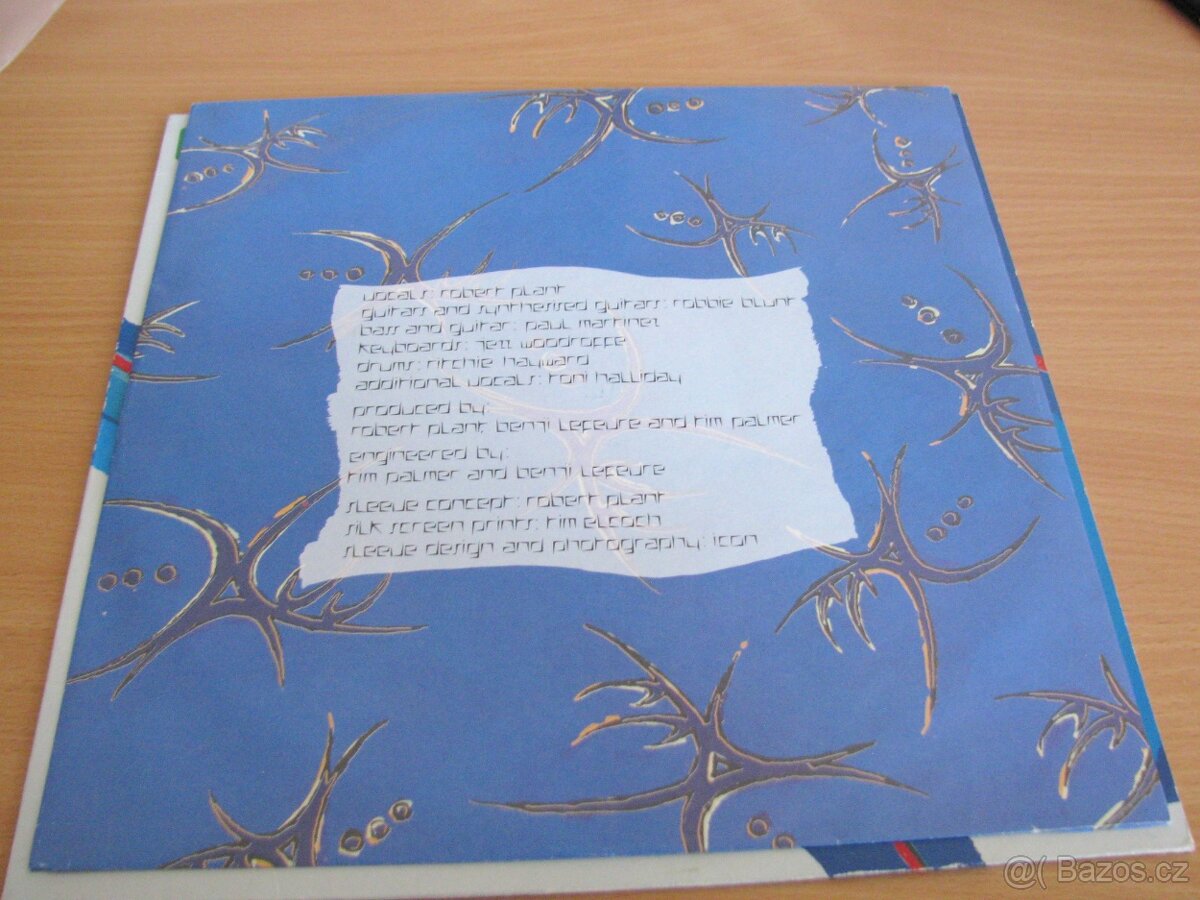 vocals: robert plant
guitars and synthesised guitars: robbie blunt
bass and guitar: paul martinez
keyboards: jezz woodroffe
drums: ritchie hayward
additional vocals: toni halliday
produced by:
robert plant, benji lefevre and tim palmer
engineered by:
tim palmer and benji lefevre
sleeve concept: robert plant
silk screen prints: kim elcoch
sleeve design and photography: icon
@( Bazos.cz